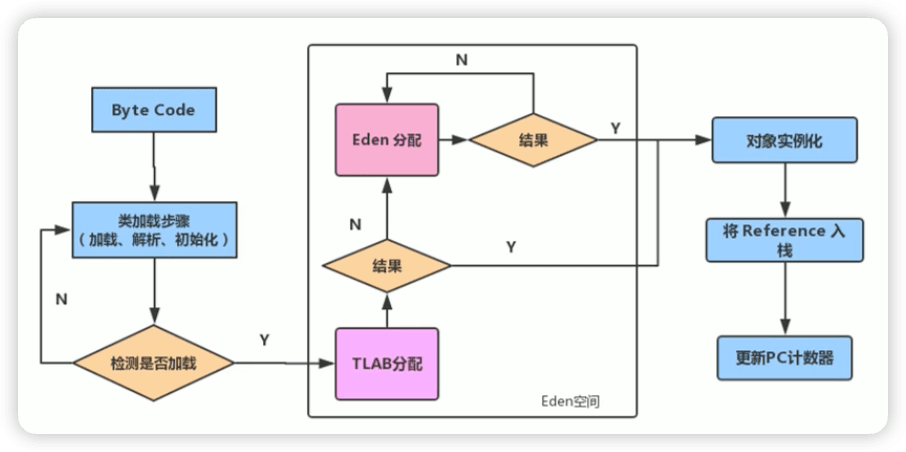 Byte Code
类加载步骤
（加载、解析、初始化）
N
检测是否加载
Y
TLAB分配
结果
N
Y
Eden 分配
N
结果
Y
Eden空间
对象实例化
将 Reference 入
栈
更新PC计数器